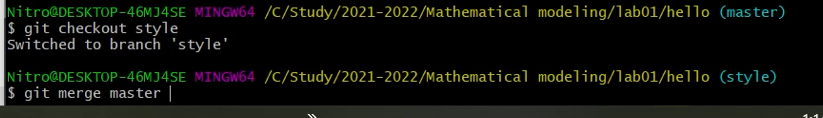 Nitro@DESKTOP-46MJ4SE MINGW64 /C/Study/2021-2022/Mathematical modeling/lab01/hello (master)
$ git checkout style
Switched to branch 'style'
Nitro@DESKTOP-46MJ4SE MINGW64 /C/Study/2021-2022/Mathematical modeling/lab01/hello (style)
$ git merge master